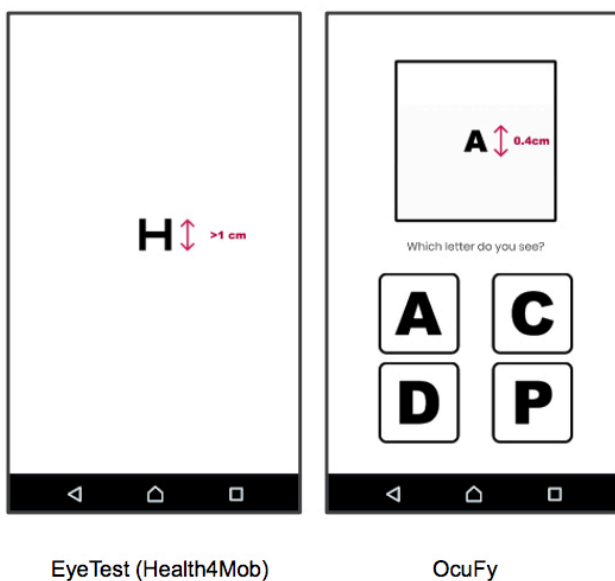 H >1 cm
A 0.4cm
Which letter do you see?
A C
D P
EyeTest (Health4Mob) OcuFy